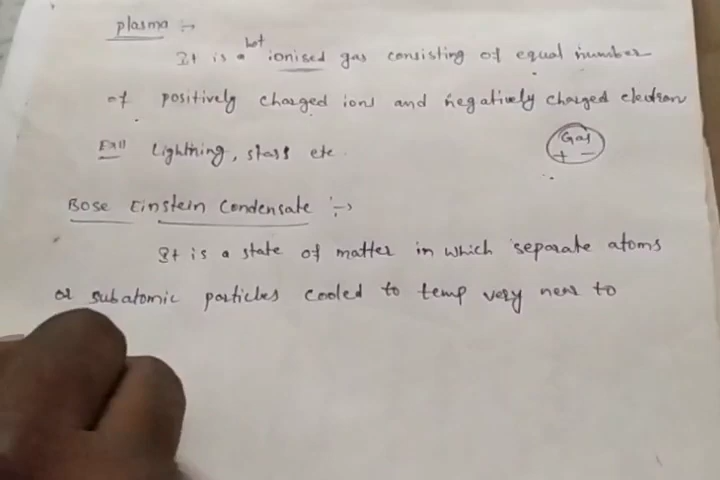 plasma :-
It is a hot ionised gas consisting of equal number
of positively charged ions and negatively charged electron
Ex:- Lightning, stars etc.
Gas
+ -
Bose Einstein Condensate :->
It is a state of matter in which separate atoms
or subatomic particles cooled to temp very near to